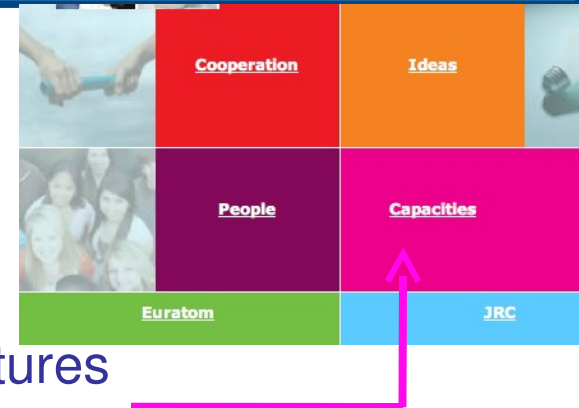 Cooperation Ideas
People Capacities
Euratom JRC
tures